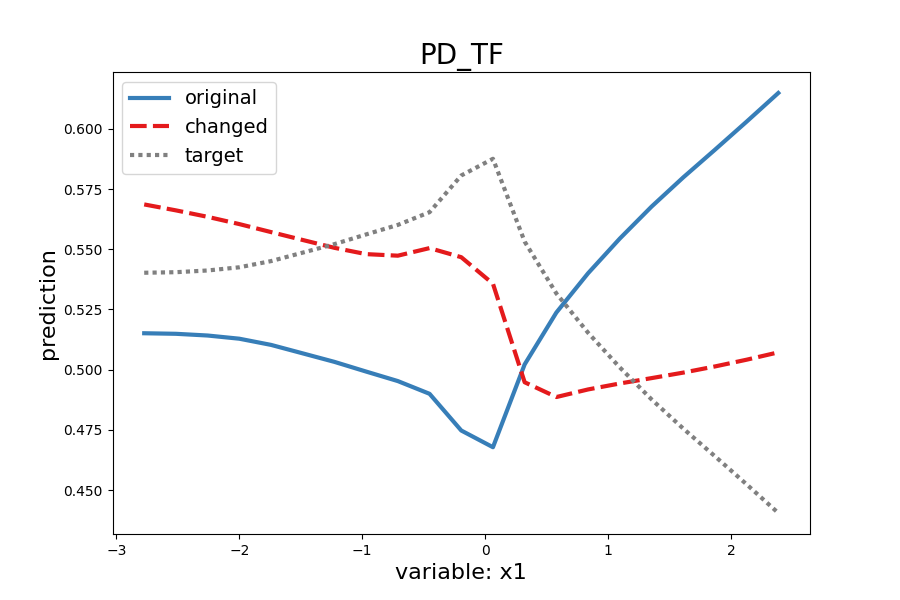 PD_TF
original
changed
target
prediction
0.600
0.575
0.550
0.525
0.500
0.475
0.450
−3 −2 −1 0 1 2
variable: x1